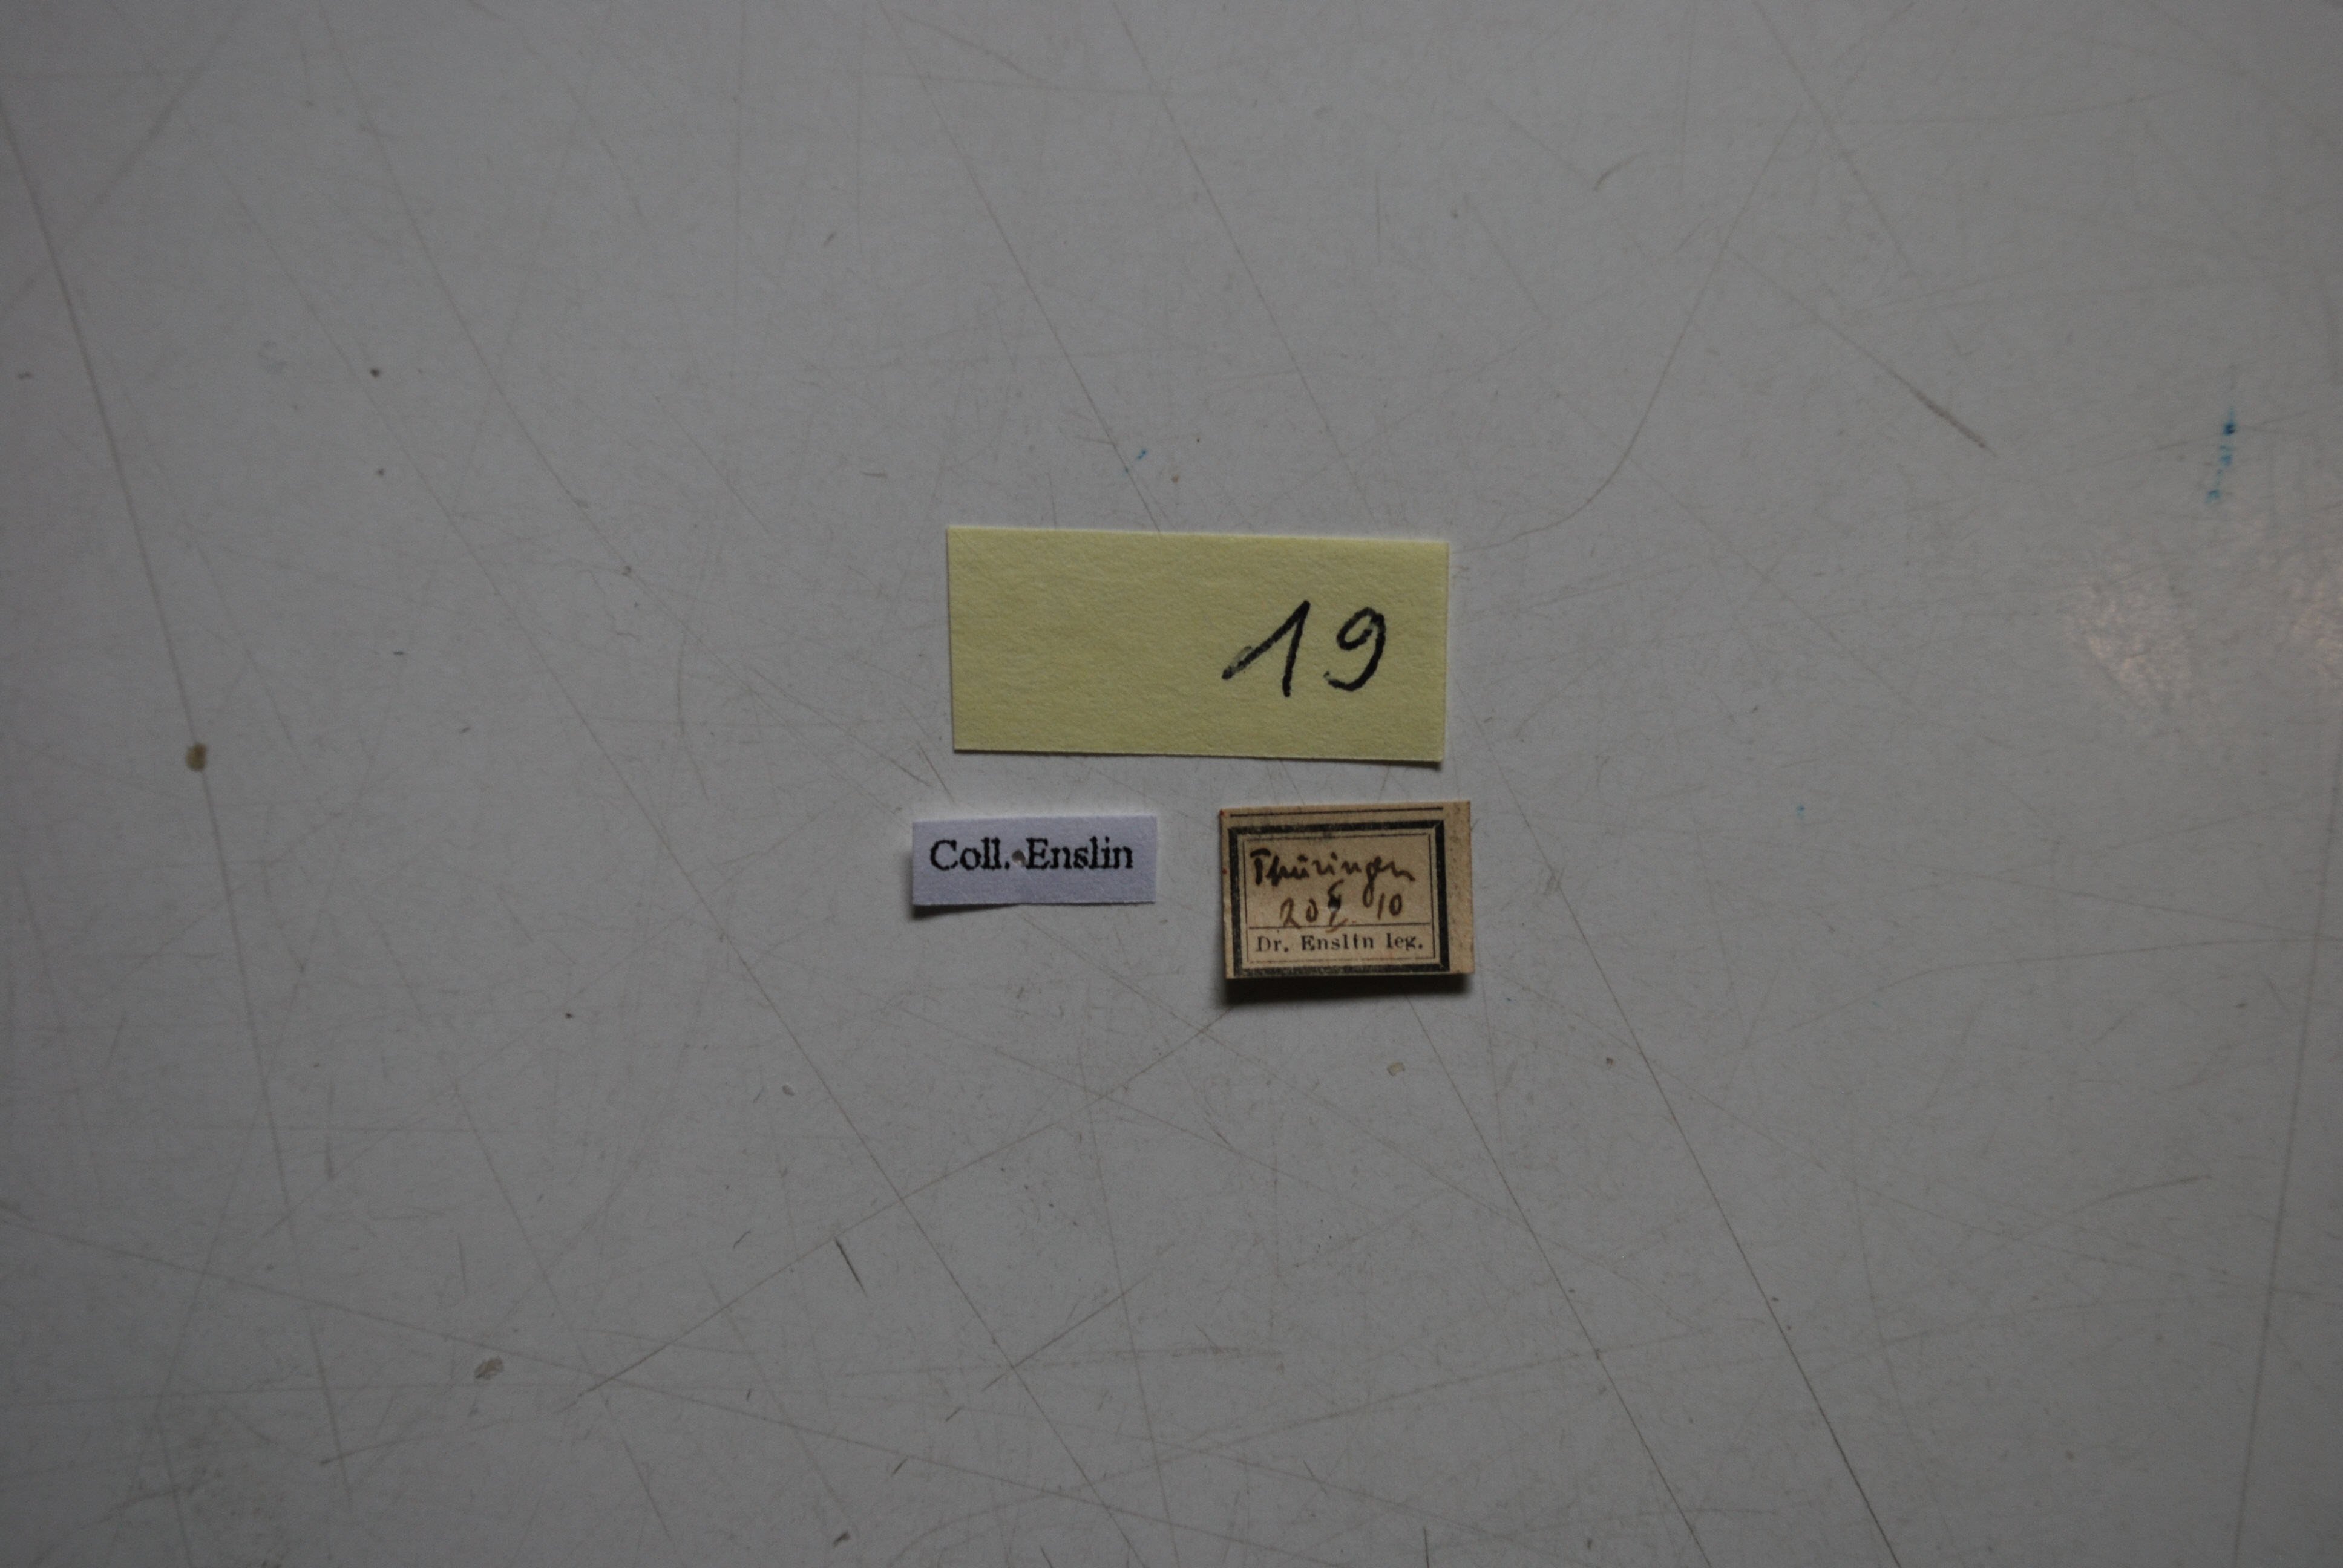 19
Coll. Enslin
Thüringen
20 10
Dr. Enslin leg.